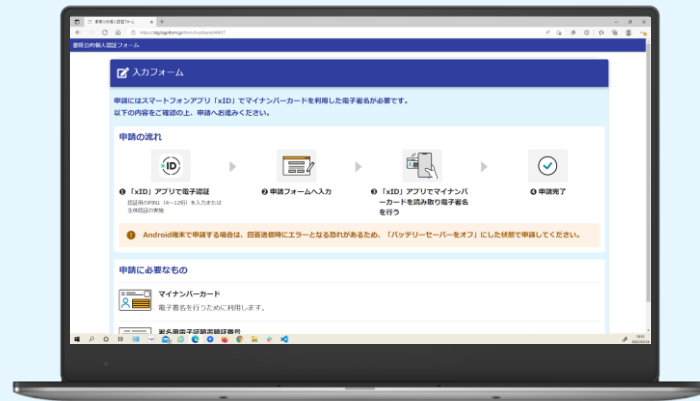 入力フォーム
申請にはスマートフォンアプリ「xID」でマイナンバーカードを利用した電子署名が必要です。
以下の内容をご確認の上、申請へお進みください。
申請の流れ
ID
❶「xID」アプリで電子認証
❷ 申請フォームへ入力
❸「xID」アプリでマイナンバーカードを読み取り電子署名を行う
❹ 申請完了
Android端末で申請する場合は、回答送信時にエラーとなる恐れがあるため、「バッテリーセーバーをオフ」にした状態で申請してください。
申請に必要なもの
マイナンバーカード
電子署名を行うために利用します。